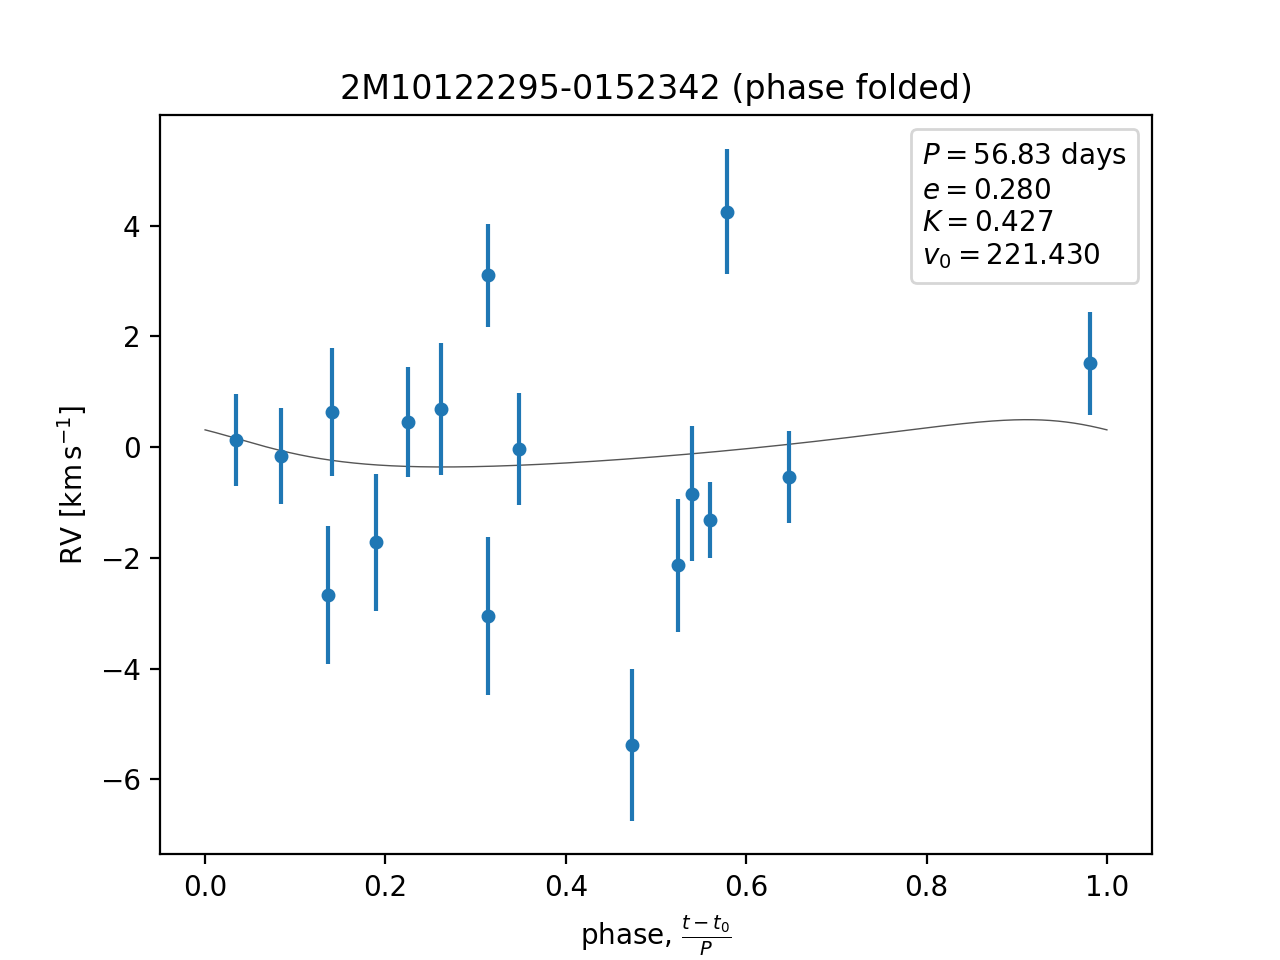 2M10122295-0152342 (phase folded)
P = 56.83 days
e = 0.280
K = 0.427
v₀ = 221.430
RV [km s⁻¹]
4
2
0
−2
−4
−6
0.0 0.2 0.4 0.6 0.8 1.0
phase, (t − t₀)/P